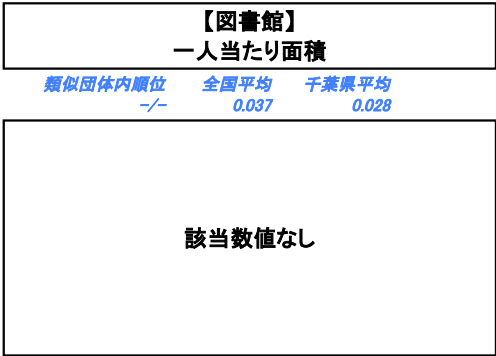 【図書館】
一人当たり面積
類似団体内順位 全国平均 千葉県平均
-/- 0.037 0.028
該当数値なし